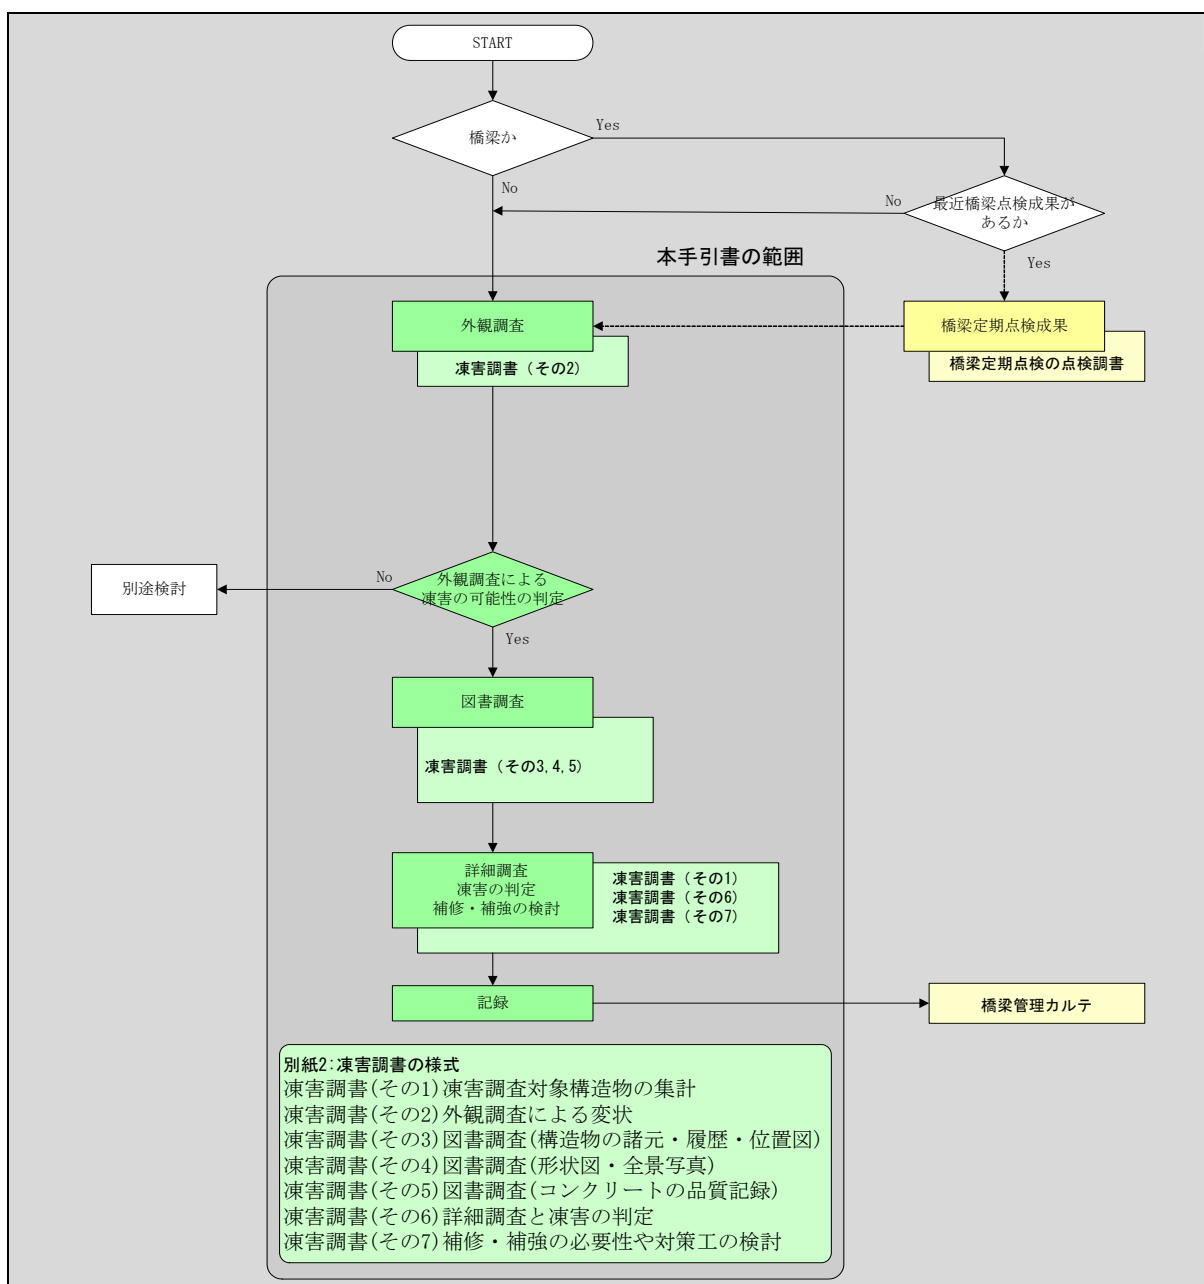 START
橋梁か
Yes
No
最近橋梁点検成果が
あるか
No
Yes
本手引書の範囲
外観調査
凍害調書（その2）
橋梁定期点検成果
橋梁定期点検の点検調書
外観調査による
凍害の可能性の判定
No
別途検討
Yes
図書調査
凍害調書（その3,4,5）
詳細調査
凍害の判定
補修・補強の検討
凍害調書（その1）
凍害調書（その6）
凍害調書（その7）
記録
橋梁管理カルテ
別紙2:凍害調書の様式
凍害調書(その1)凍害調査対象構造物の集計
凍害調書(その2)外観調査による変状
凍害調書(その3)図書調査(構造物の諸元・履歴・位置図)
凍害調書(その4)図書調査(形状図・全景写真)
凍害調書(その5)図書調査(コンクリートの品質記録)
凍害調書(その6)詳細調査と凍害の判定
凍害調書(その7)補修・補強の必要性や対策工の検討